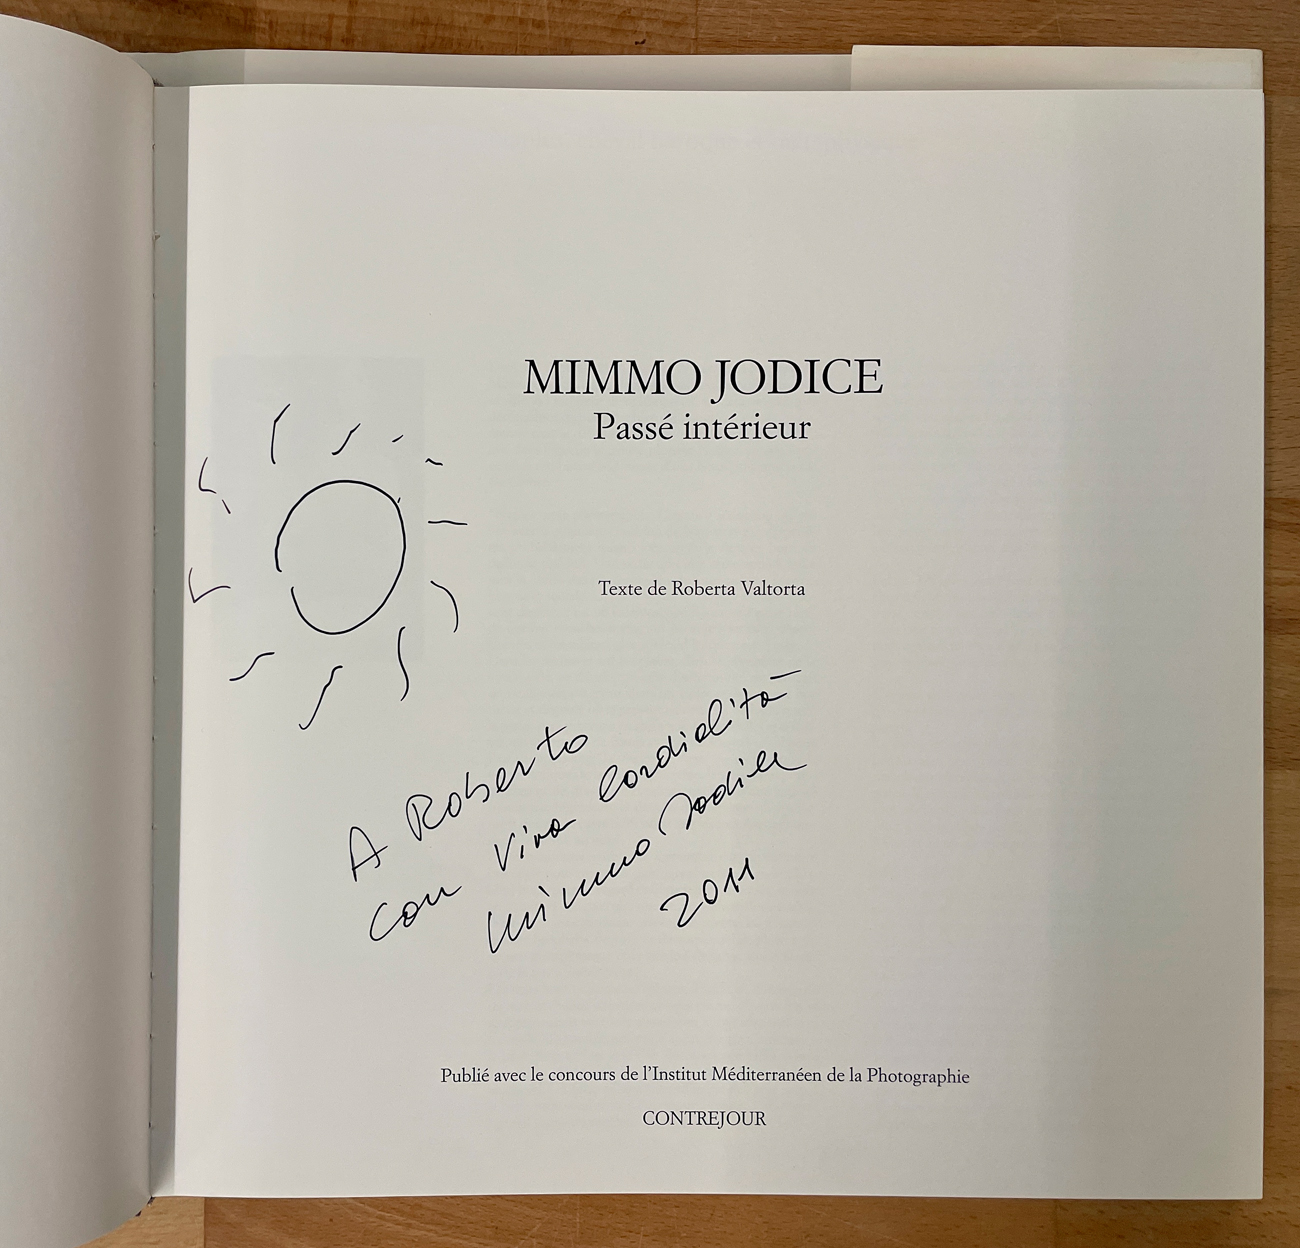 MIMMO JODICE
Passé intérieur
Texte de Roberta Valtorta
A Roberto
con viva cordialità
Mimmo Jodice
2011
Publié avec le concours de l'Institut Méditerranéen de la Photographie
CONTREJOUR